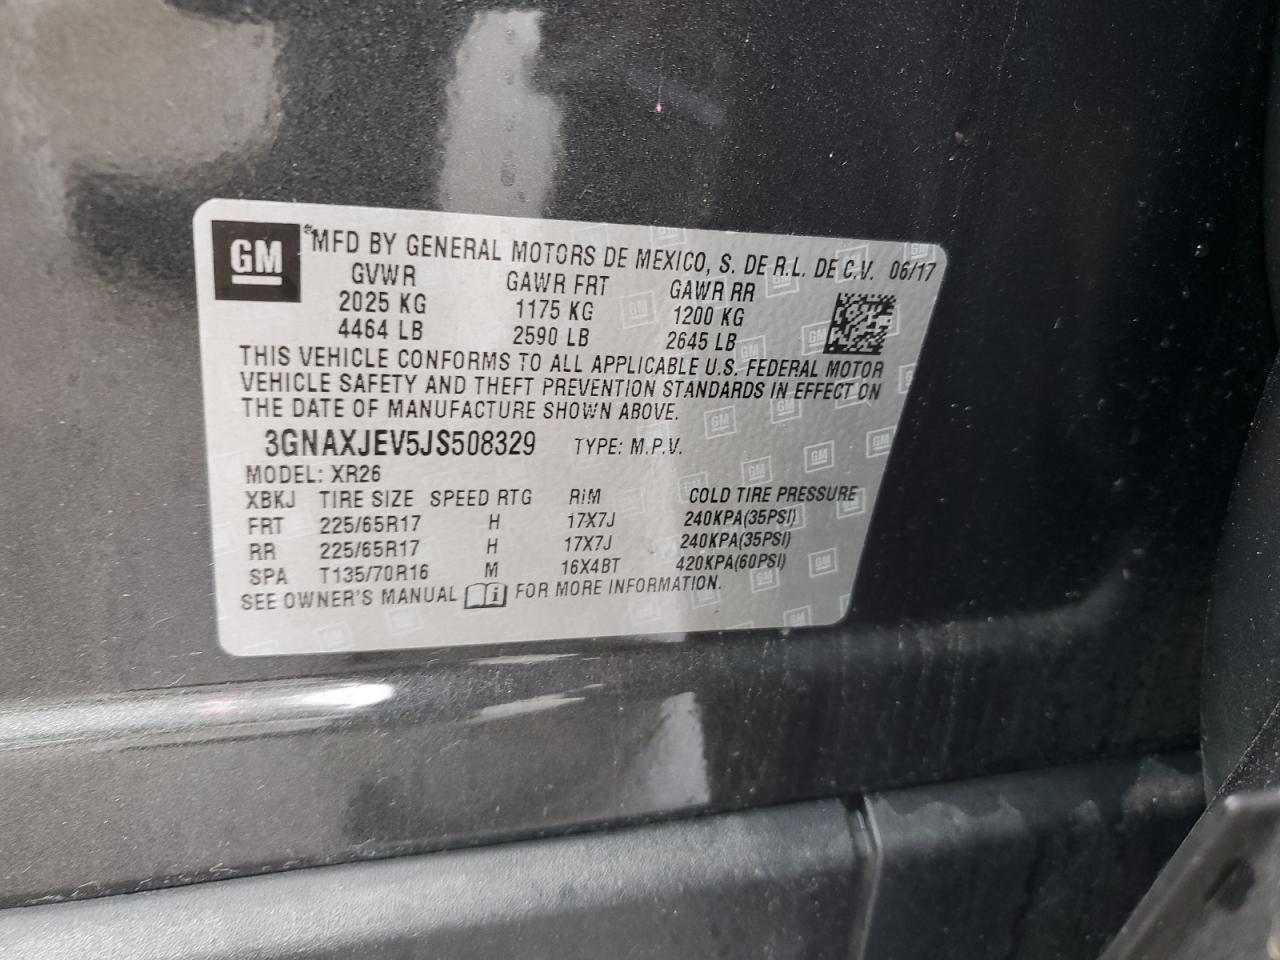 GM
MFD BY GENERAL MOTORS DE MEXICO, S. DE R.L. DE C.V. 06/17
GVWR GAWR FRT GAWR RR
2025 KG 1175 KG 1200 KG
4464 LB 2590 LB 2645 LB
THIS VEHICLE CONFORMS TO ALL APPLICABLE U.S. FEDERAL MOTOR
VEHICLE SAFETY AND THEFT PREVENTION STANDARDS IN EFFECT ON
THE DATE OF MANUFACTURE SHOWN ABOVE.
3GNAXJEV5JS508329 TYPE: M.P.V.
MODEL: XR26
XBKJ TIRE SIZE SPEED RTG RIM COLD TIRE PRESSURE
FRT 225/65R17 H 17X7J 240KPA(35PSI)
RR 225/65R17 H 17X7J 240KPA(35PSI)
SPA T135/70R16 M 16X4BT 420KPA(60PSI)
SEE OWNER'S MANUAL i FOR MORE INFORMATION.